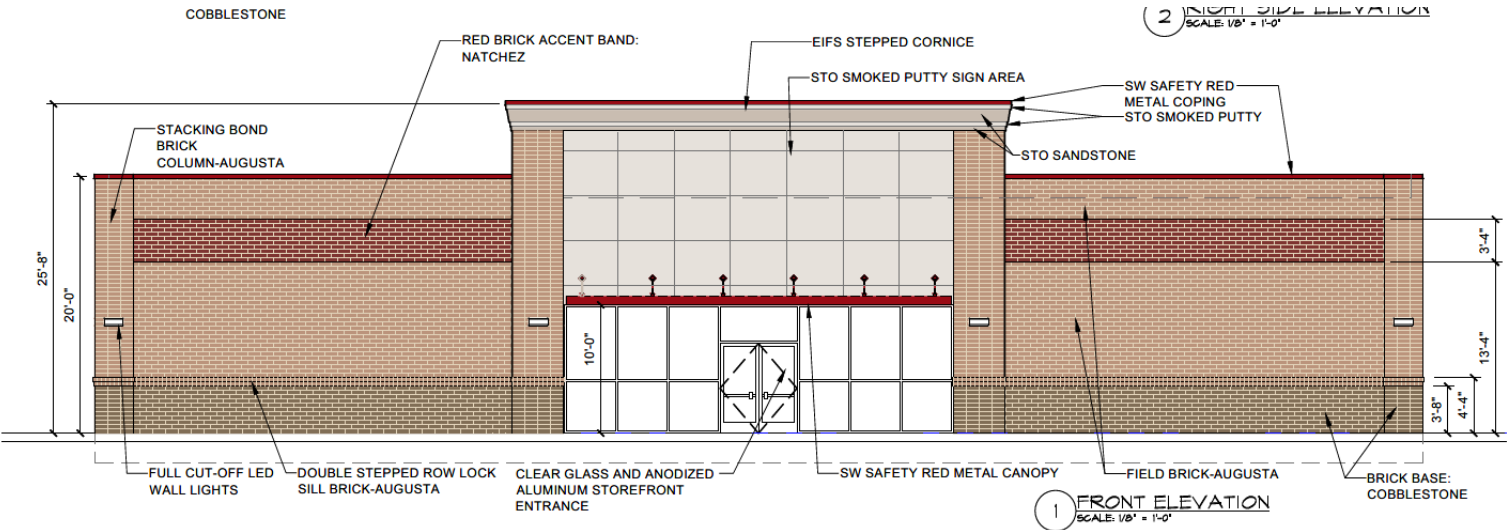 COBBLESTONE
2
RIGHT SIDE ELEVATION
SCALE: 1/8" = 1'-0"
RED BRICK ACCENT BAND:
NATCHEZ
EIFS STEPPED CORNICE
STO SMOKED PUTTY SIGN AREA
SW SAFETY RED
METAL COPING
STO SMOKED PUTTY
STACKING BOND
BRICK
COLUMN-AUGUSTA
STO SANDSTONE
25'-8"
20'-0"
10'-0"
3'-4"
13'-4"
3'-8"
4'-4"
FULL CUT-OFF LED
WALL LIGHTS
DOUBLE STEPPED ROW LOCK
SILL BRICK-AUGUSTA
CLEAR GLASS AND ANODIZED
ALUMINUM STOREFRONT
ENTRANCE
SW SAFETY RED METAL CANOPY
FIELD BRICK-AUGUSTA
BRICK BASE:
COBBLESTONE
1
FRONT ELEVATION
SCALE: 1/8" = 1'-0"